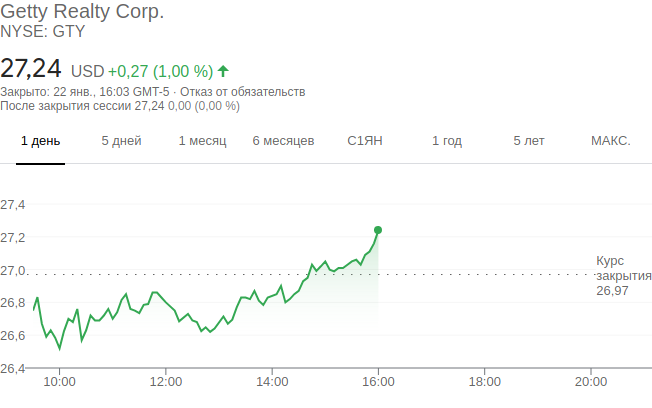 Getty Realty Corp.
NYSE: GTY
27,24 USD +0,27 (1,00 %)
Закрыто: 22 янв., 16:03 GMT-5 · Отказ от обязательств
После закрытия сессии 27,24 0,00 (0,00 %)
1 день 5 дней 1 месяц 6 месяцев С1ЯН 1 год 5 лет МАКС.
27,4
27,2
27,0
26,8
26,6
26,4
Курс
закрытия
26,97
10:00 12:00 14:00 16:00 18:00 20:00